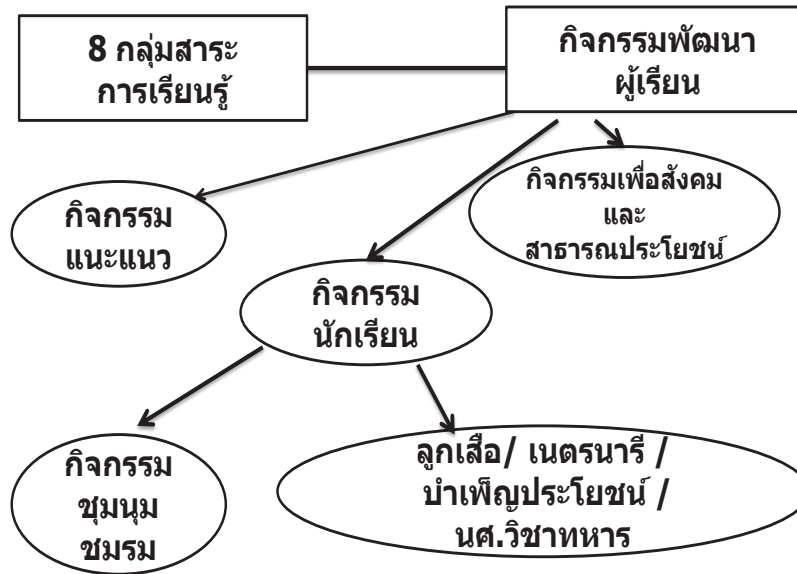 8 กลุ่มสาระ
การเรียนรู้
กิจกรรมพัฒนา
ผู้เรียน
กิจกรรมเพื่อสังคม
และ
สาธารณประโยชน์
กิจกรรม
แนะแนว
กิจกรรม
นักเรียน
กิจกรรม
ชุมนุม
ชมรม
ลูกเสือ/ เนตรนารี /
บำเพ็ญประโยชน์ /
นศ.วิชาทหาร